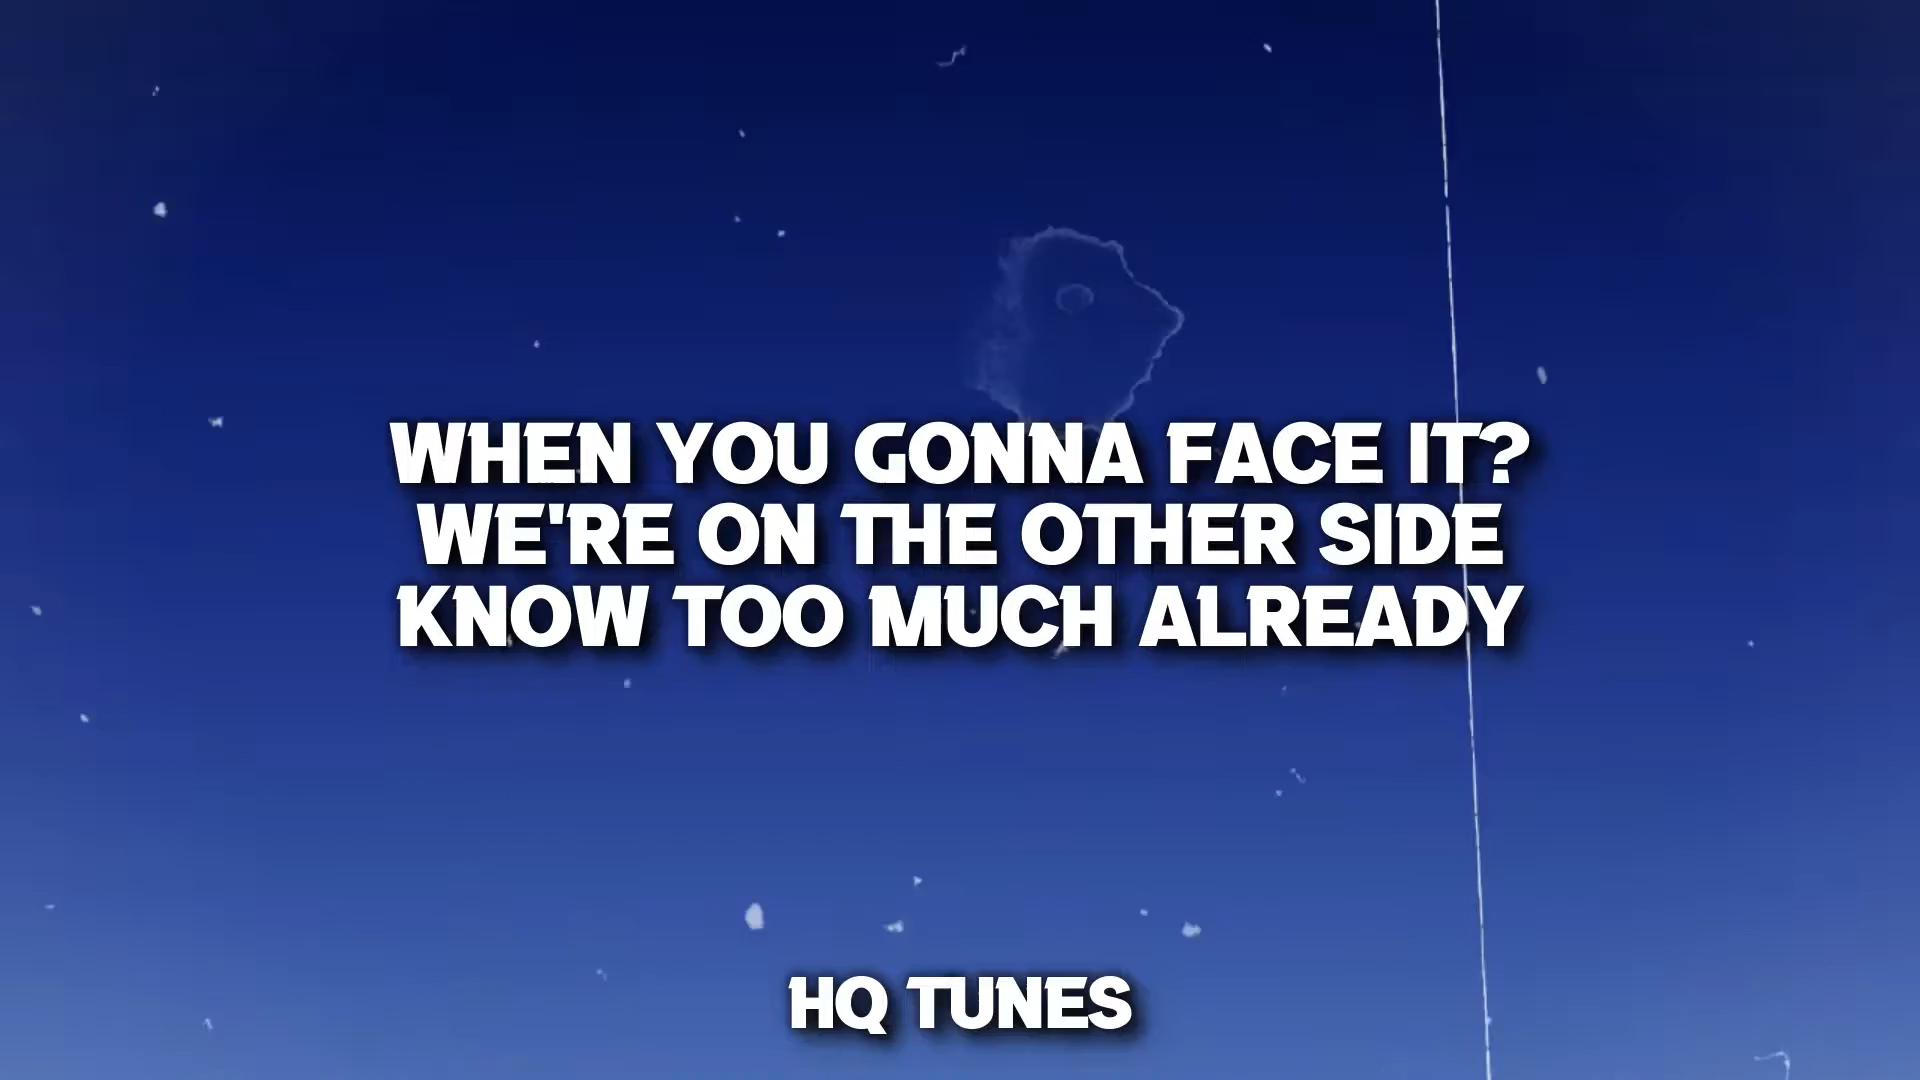 WHEN YOU GONNA FACE IT?
WE'RE ON THE OTHER SIDE
KNOW TOO MUCH ALREADY
HQ TUNES